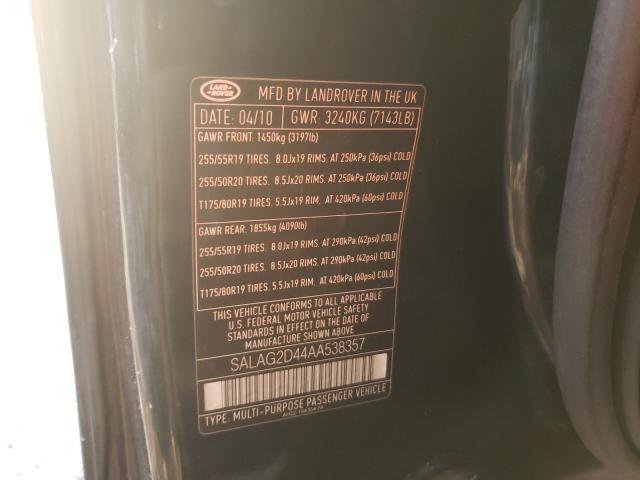 LAND-
ROVER
MFD BY LANDROVER IN THE UK
DATE: 04/10 GWR: 3240KG (7143LB)
GAWR FRONT: 1450kg (3197lb)
255/55R19 TIRES. 8.0Jx19 RIMS. AT 250kPa (36psi) COLD
255/50R20 TIRES. 8.5Jx20 RIMS. AT 250kPa (36psi) COLD
T175/80R19 TIRES. 5.5Jx19 RIM. AT 420kPa (60psi) COLD
GAWR REAR: 1855kg (4090lb)
255/55R19 TIRES. 8.0Jx19 RIMS. AT 290kPa (42psi) COLD
255/50R20 TIRES. 8.5Jx20 RIMS. AT 290kPa (42psi) COLD
T175/80R19 TIRES. 5.5Jx19 RIM. AT 420kPa (60psi) COLD
THIS VEHICLE CONFORMS TO ALL APPLICABLE
U.S. FEDERAL MOTOR VEHICLE SAFETY
STANDARDS IN EFFECT ON THE DATE OF
MANUFACTURE SHOWN ABOVE
SALAG2D44AA538357
TYPE: MULTI-PURPOSE PASSENGER VEHICLE